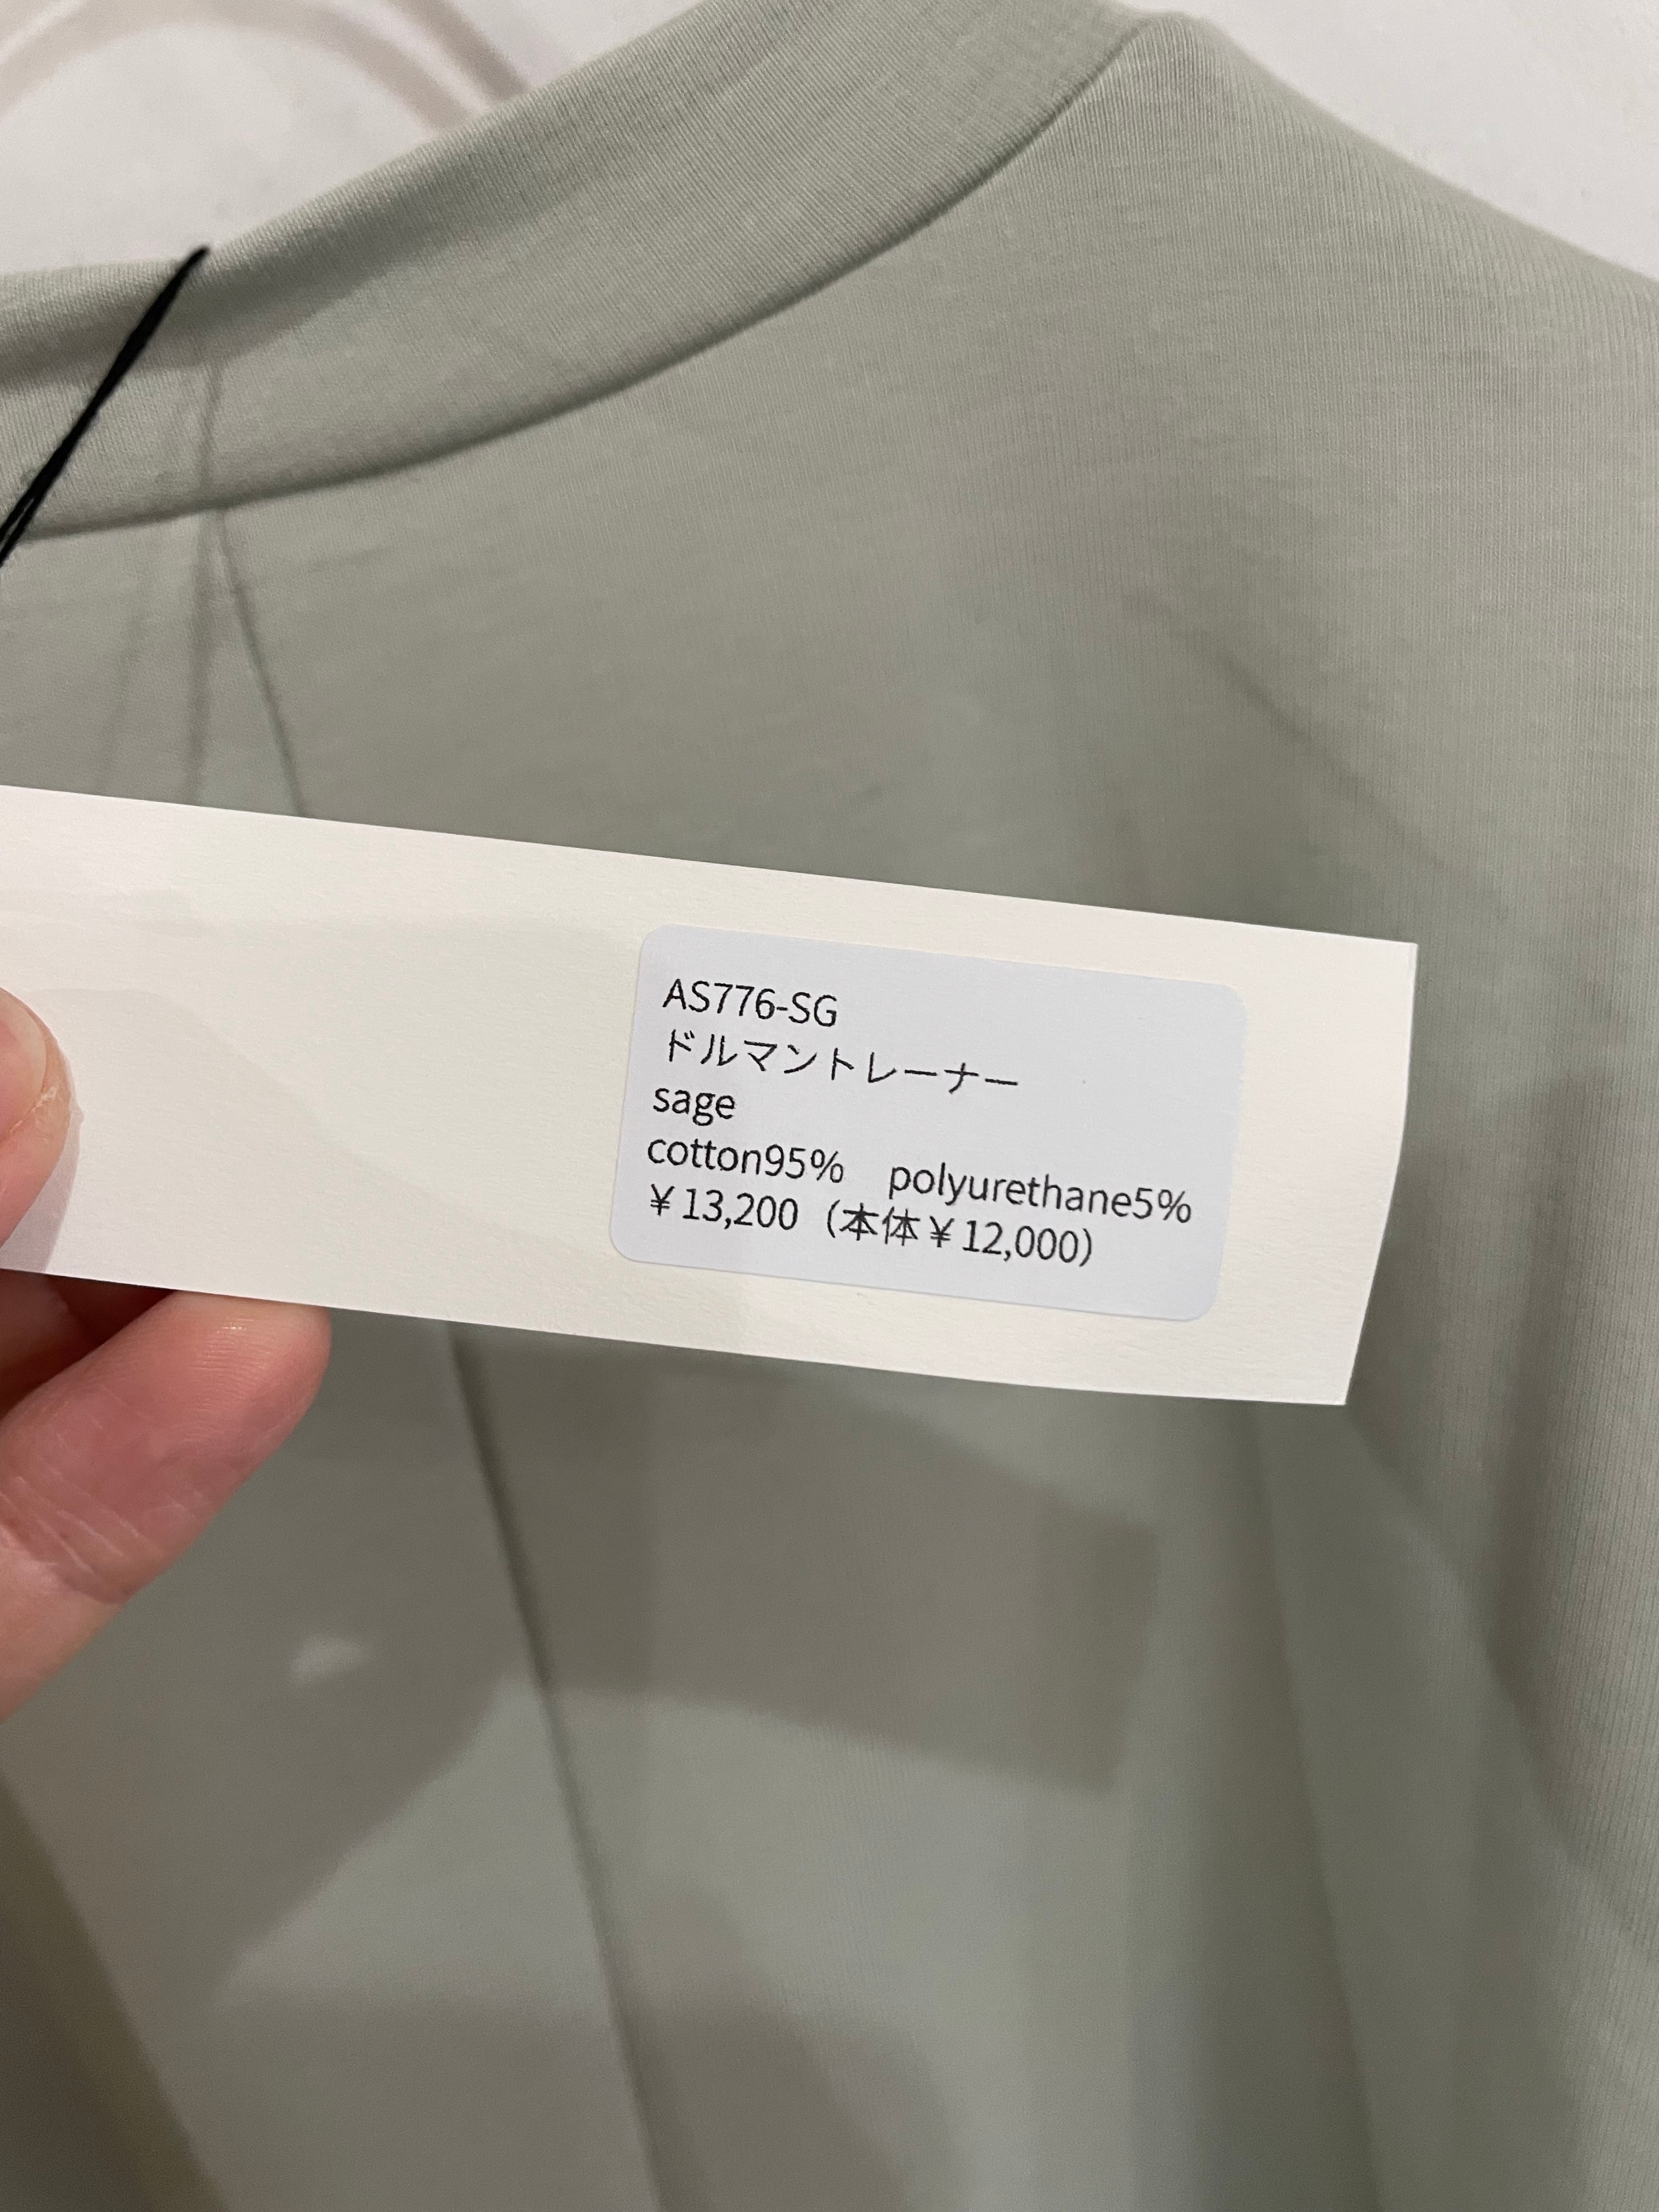 AS776-SG
ドルマントレーナー
sage
cotton95%　polyurethane5%
¥13,200（本体¥12,000）